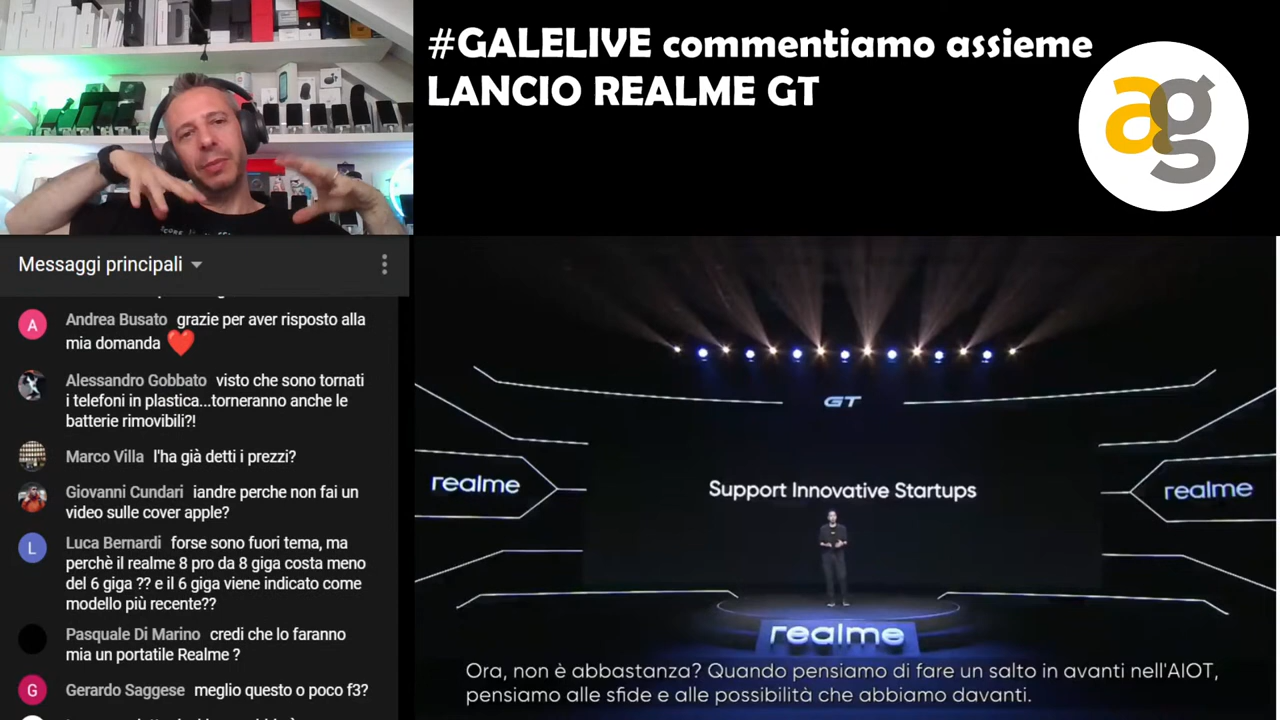 #GALELIVE commentiamo assieme
LANCIO REALME GT
ag
Messaggi principali
Andrea Busato grazie per aver risposto alla
mia domanda ❤️
Alessandro Gobbato visto che sono tornati
i telefoni in plastica...torneranno anche le
batterie rimovibili?!
Marco Villa l'ha già detti i prezzi?
Giovanni Cundari iandre perche non fai un
video sulle cover apple?
L
Luca Bernardi forse sono fuori tema, ma
perchè il realme 8 pro da 8 giga costa meno
del 6 giga ?? e il 6 giga viene indicato come
modello più recente??
Pasquale Di Marino credi che lo faranno
mia un portatile Realme ?
G
Gerardo Saggese meglio questo o poco f3?
A
GT
realme
Support Innovative Startups
realme
realme
Ora, non è abbastanza? Quando pensiamo di fare un salto in avanti nell'AIOT,
pensiamo alle sfide e alle possibilità che abbiamo davanti.